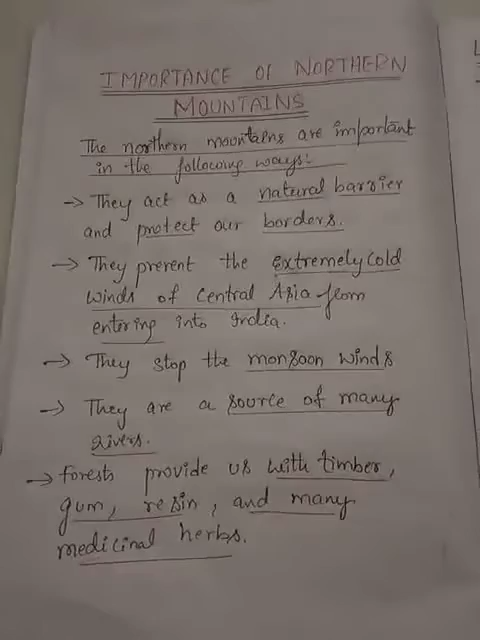 IMPORTANCE OF NORTHERN
MOUNTAINS
The northern mountains are important
in the following ways:
→ They act as a natural barrier
and protect our borders.
→ They prevent the extremely cold
winds of Central Asia from
entering into India.
→ They stop the monsoon winds
→ They are a source of many
rivers.
→ forests provide us with timber,
gum, resin, and many
medicinal herbs.